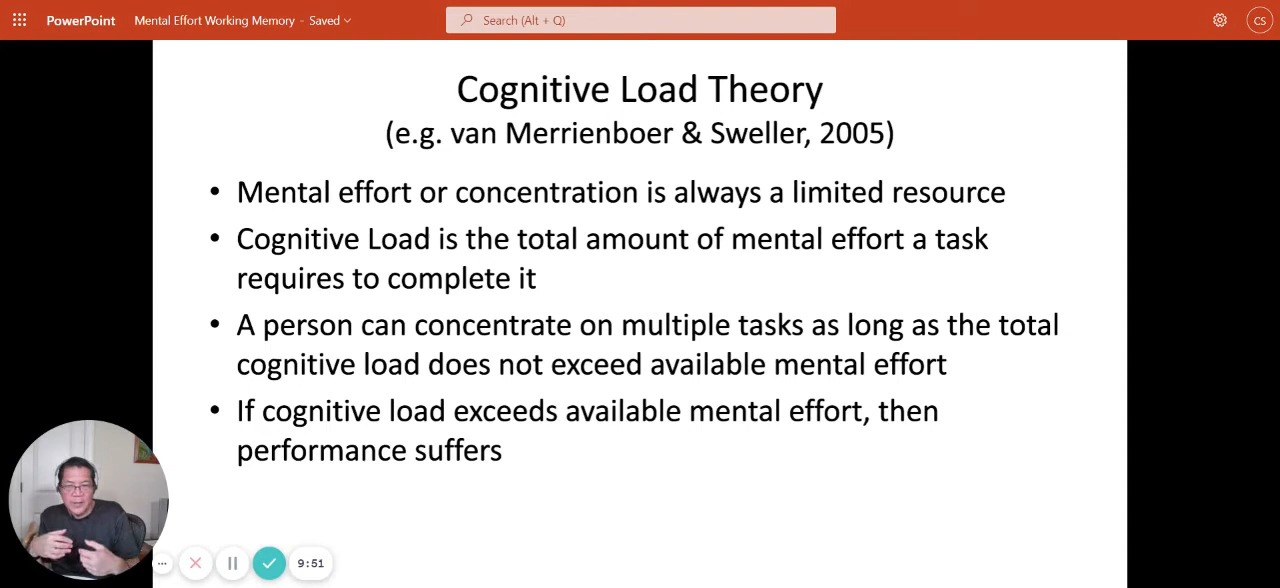 PowerPoint Mental Effort Working Memory - Saved Search (Alt + Q) CS
Cognitive Load Theory
(e.g. van Merrienboer & Sweller, 2005)
• Mental effort or concentration is always a limited resource
• Cognitive Load is the total amount of mental effort a task
requires to complete it
• A person can concentrate on multiple tasks as long as the total
cognitive load does not exceed available mental effort
• If cognitive load exceeds available mental effort, then
performance suffers
9:51